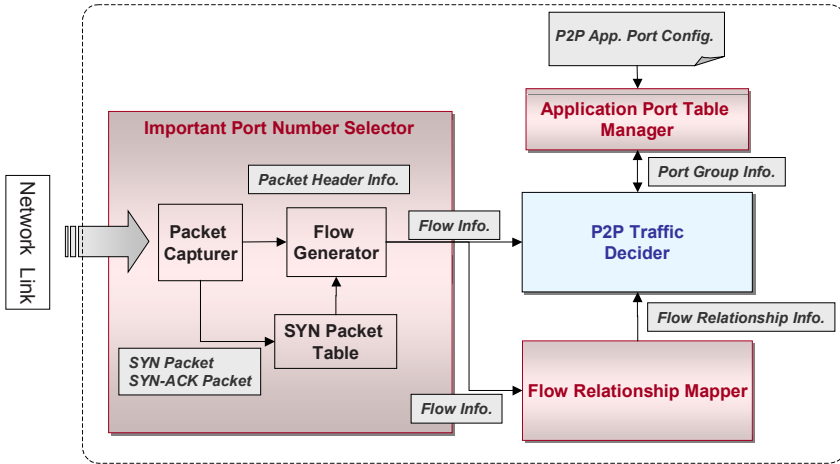 P2P App. Port Config.
Application Port Table
Manager
Important Port Number Selector
Port Group Info.
Packet Header Info.
Network Link
Packet
Capturer
Flow
Generator
Flow Info.
P2P Traffic
Decider
SYN Packet
Table
Flow Relationship Info.
SYN Packet
SYN-ACK Packet
Flow Info.
Flow Relationship Mapper